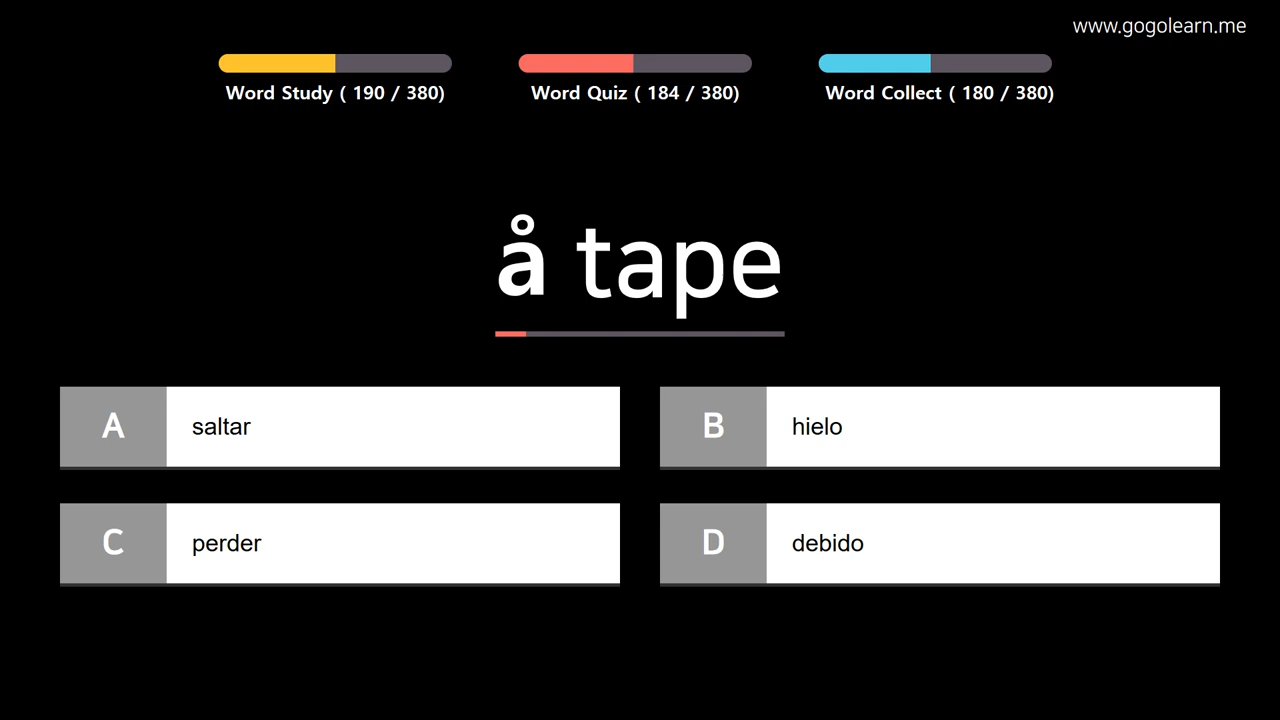 www.gogolearn.me
Word Study ( 190 / 380)
Word Quiz ( 184 / 380)
Word Collect ( 180 / 380)
å tape
A saltar
B hielo
C perder
D debido